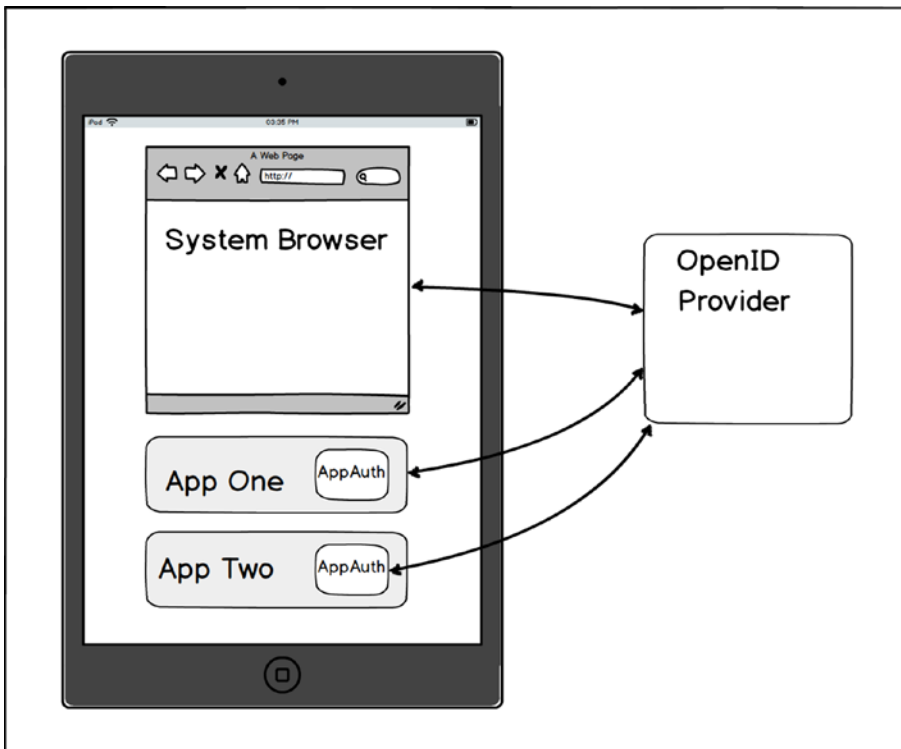 iPod
03:35 PM
A Web Page
http://
System Browser
OpenID
Provider
App One
AppAuth
App Two
AppAuth